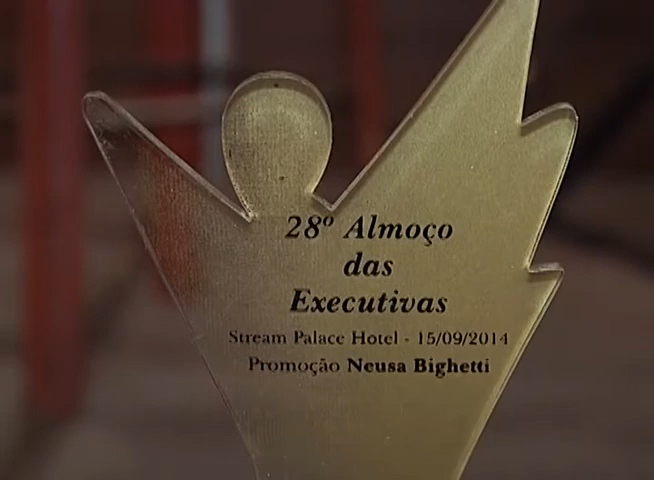 28º Almoço
das
Executivas
Stream Palace Hotel - 15/09/2014
Promoção Neusa Bighetti